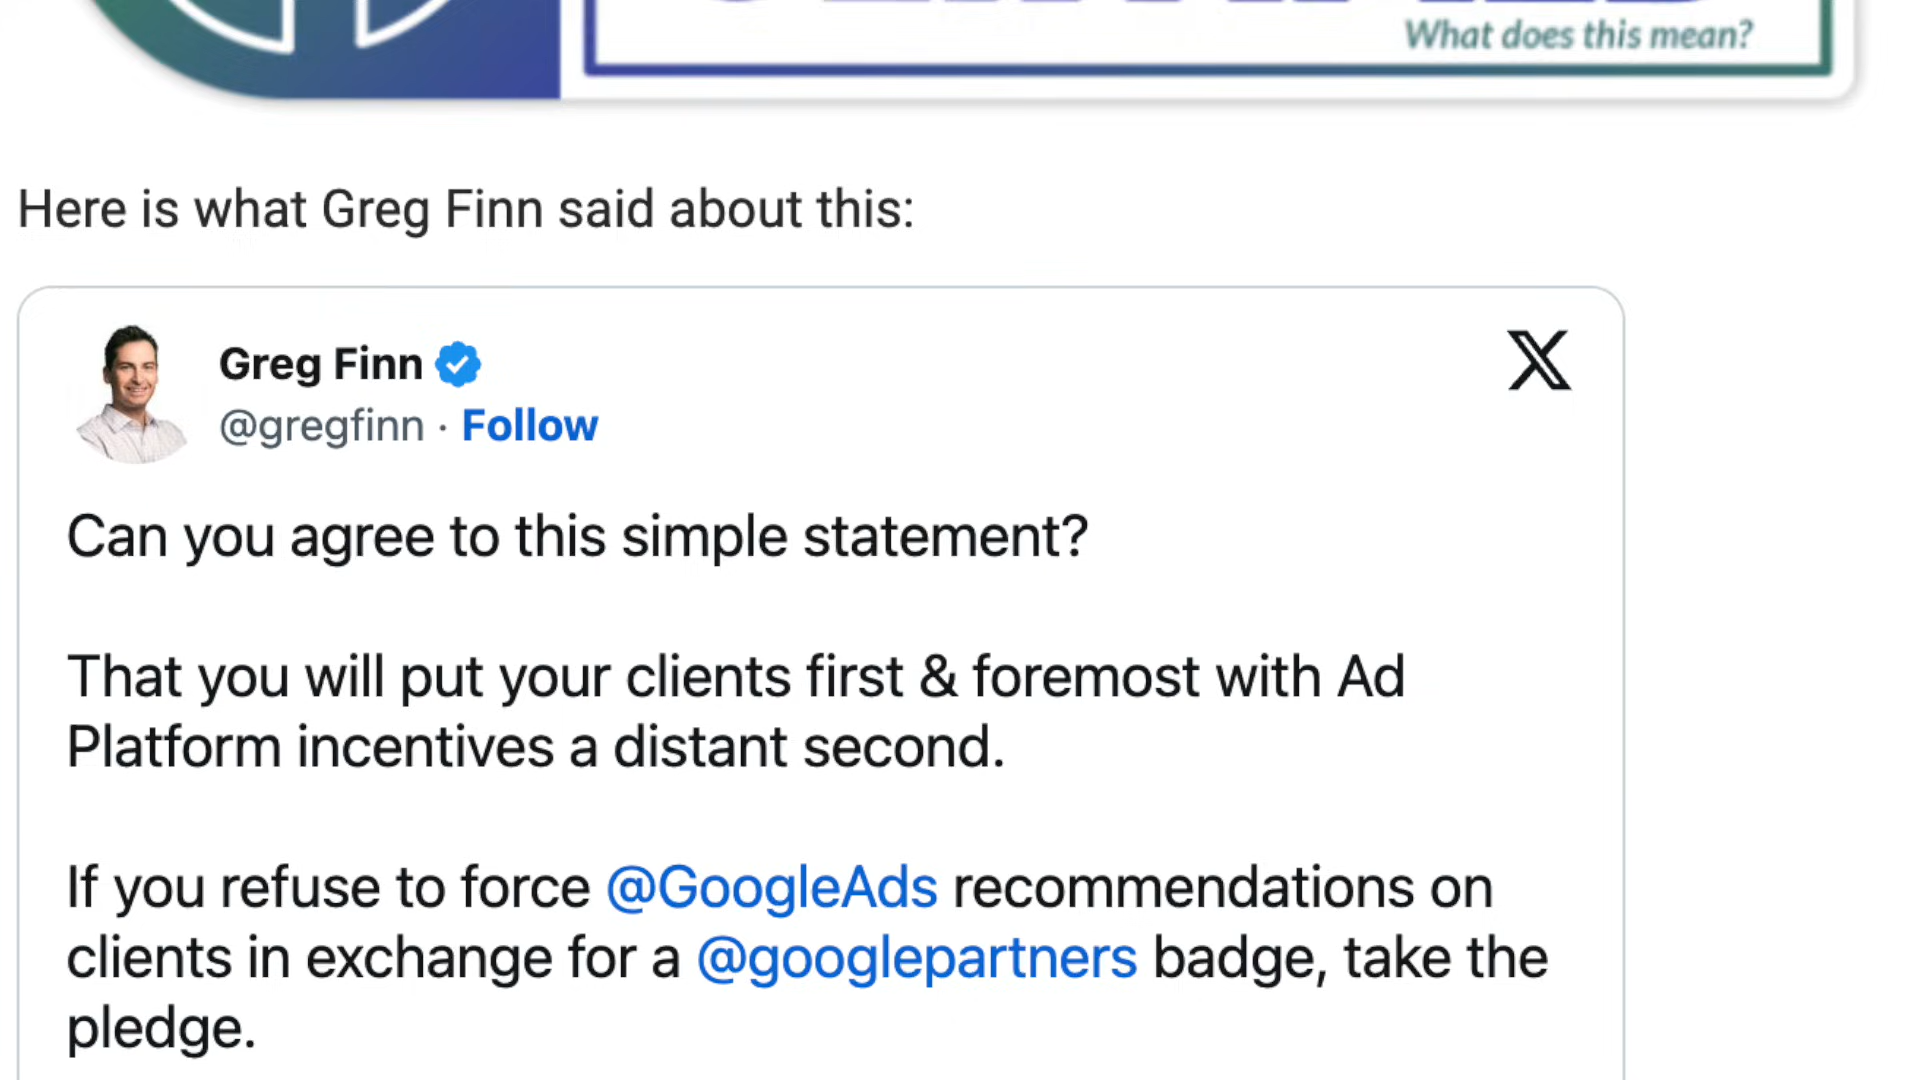 What does this mean?
Here is what Greg Finn said about this:
Greg Finn
@gregfinn · Follow
Can you agree to this simple statement?
That you will put your clients first & foremost with Ad
Platform incentives a distant second.
If you refuse to force @GoogleAds recommendations on
clients in exchange for a @googlepartners badge, take the
pledge.